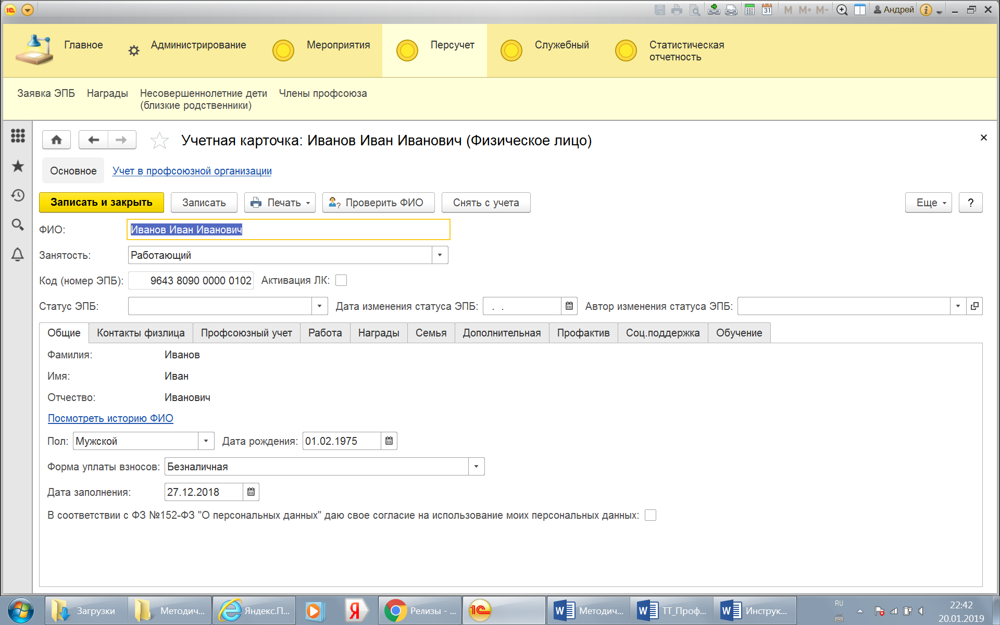 31 M M+ M- Андрей
Главное Администрирование Мероприятия Персучет Служебный Статистическая
отчетность
Заявка ЭПБ Награды Несовершеннолетние дети Члены профсоюза
(близкие родственники)
Учетная карточка: Иванов Иван Иванович (Физическое лицо)
Основное Учет в профсоюзной организации
Записать и закрыть Записать Печать Проверить ФИО Снять с учета Еще ?
ФИО: Иванов Иван Иванович
Занятость: Работающий
Код (номер ЭПБ): 9643 8090 0000 0102 Активация ЛК:
Статус ЭПБ: Дата изменения статуса ЭПБ: . . Автор изменения статуса ЭПБ:
Общие Контакты физлица Профсоюзный учет Работа Награды Семья Дополнительная Профактив Соц.поддержка Обучение
Фамилия: Иванов
Имя: Иван
Отчество: Иванович
Посмотреть историю ФИО
Пол: Мужской Дата рождения: 01.02.1975
Форма уплаты взносов: Безналичная
Дата заполнения: 27.12.2018
В соответствии с ФЗ №152-ФЗ "О персональных данных" даю свое согласие на использование моих персональных данных:
Загрузки Методич... Яндекс.П... Я Релизы - ... 1С Методич... ТТ_Проф... Инструк... RU 22:42
20.01.2019